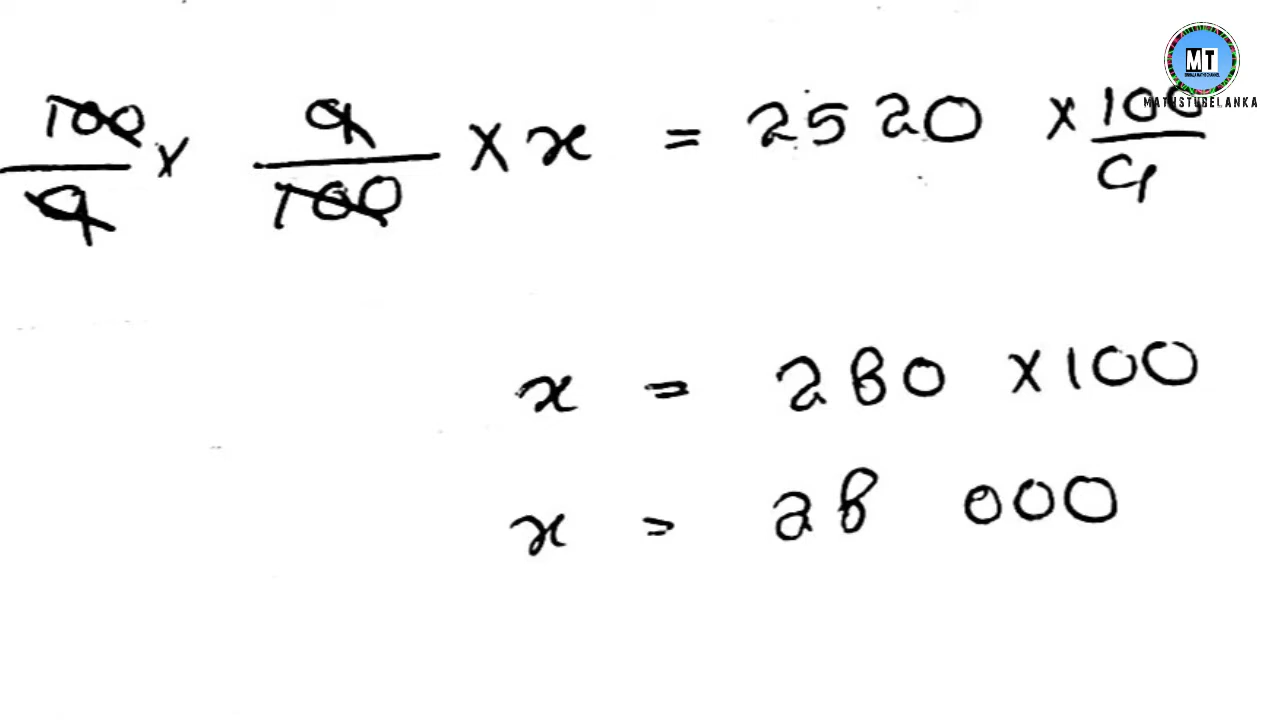 MT
MATHSTUBELANKA
100/9 × 9/100 × x = 2520 × 100/9
x = 280 × 100
x = 28 000